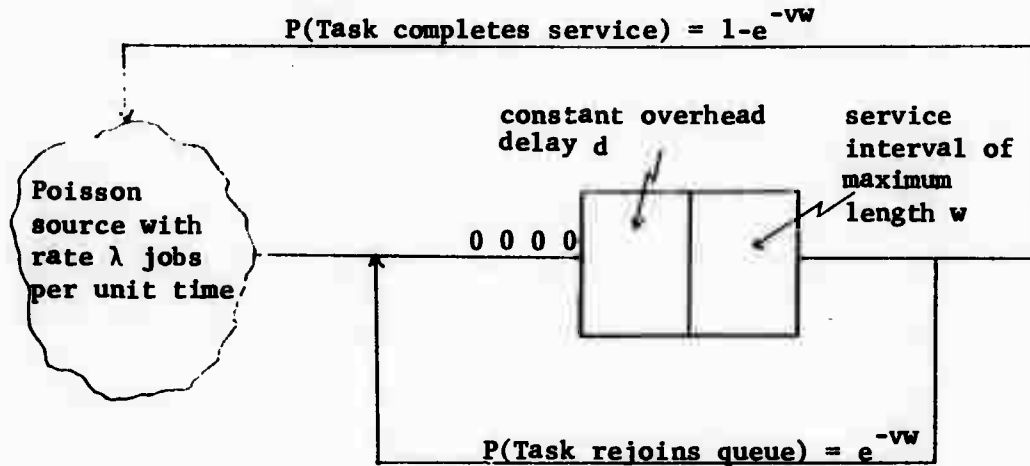 P(Task completes service) = 1-e^-vw
constant overhead
delay d
service
interval of
maximum
length w
Poisson
source with
rate λ jobs
per unit time
0 0 0 0
P(Task rejoins queue) = e^-vw